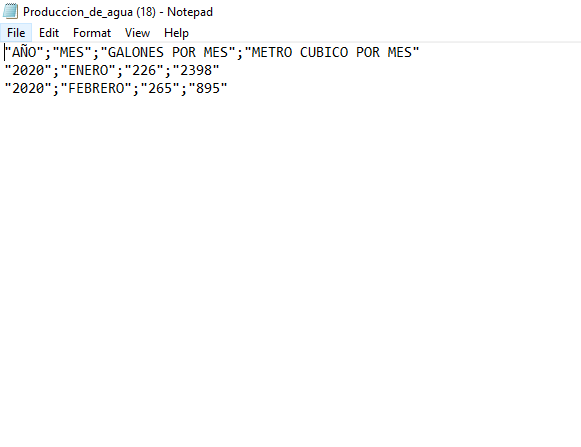 Produccion_de_agua (18) - Notepad
File Edit Format View Help
"AÑO";"MES";"GALONES POR MES";"METRO CUBICO POR MES"
"2020";"ENERO";"226";"2398"
"2020";"FEBRERO";"265";"895"